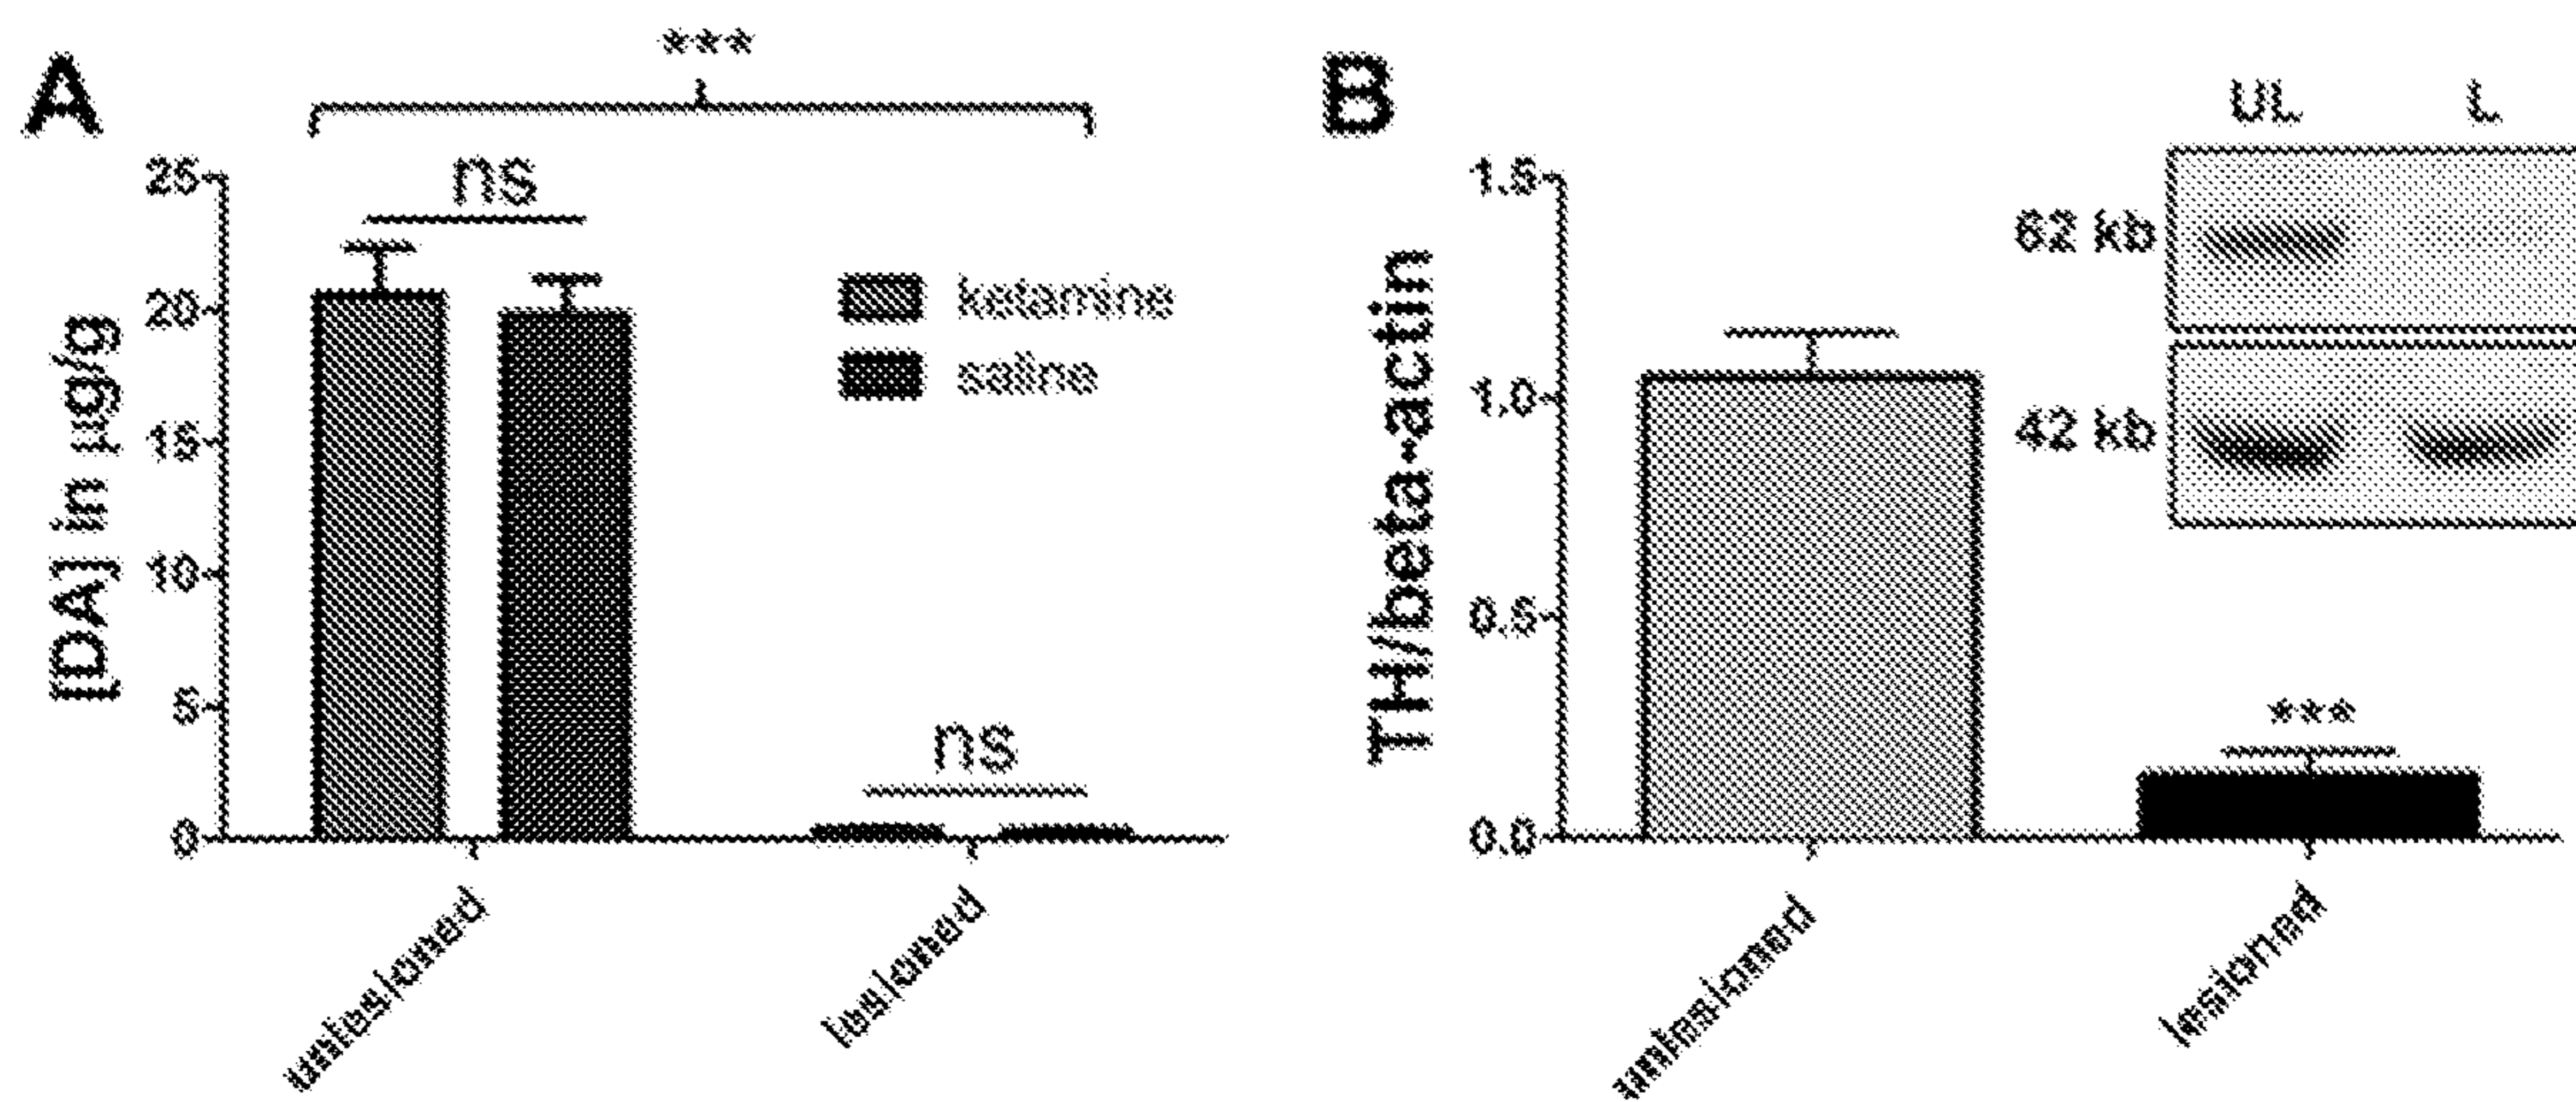 A
***
ns
25
20
15
10
5
0
[DA] in µg/g
ketamine
saline
ns
unlesioned
lesioned
B
UL L
62 kb
42 kb
1.5
1.0
0.5
0.0
TH/beta-actin
***
unlesioned
lesioned